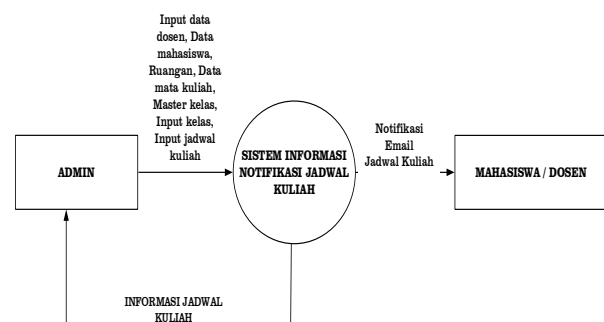 Input data
dosen, Data
mahasiswa,
Ruangan, Data
mata kuliah,
Master kelas,
Input kelas,
Input jadwal
kuliah
ADMIN
SISTEM INFORMASI
NOTIFIKASI JADWAL
KULIAH
Notifikasi
Email
Jadwal Kuliah
MAHASISWA / DOSEN
INFORMASI JADWAL
KULIAH